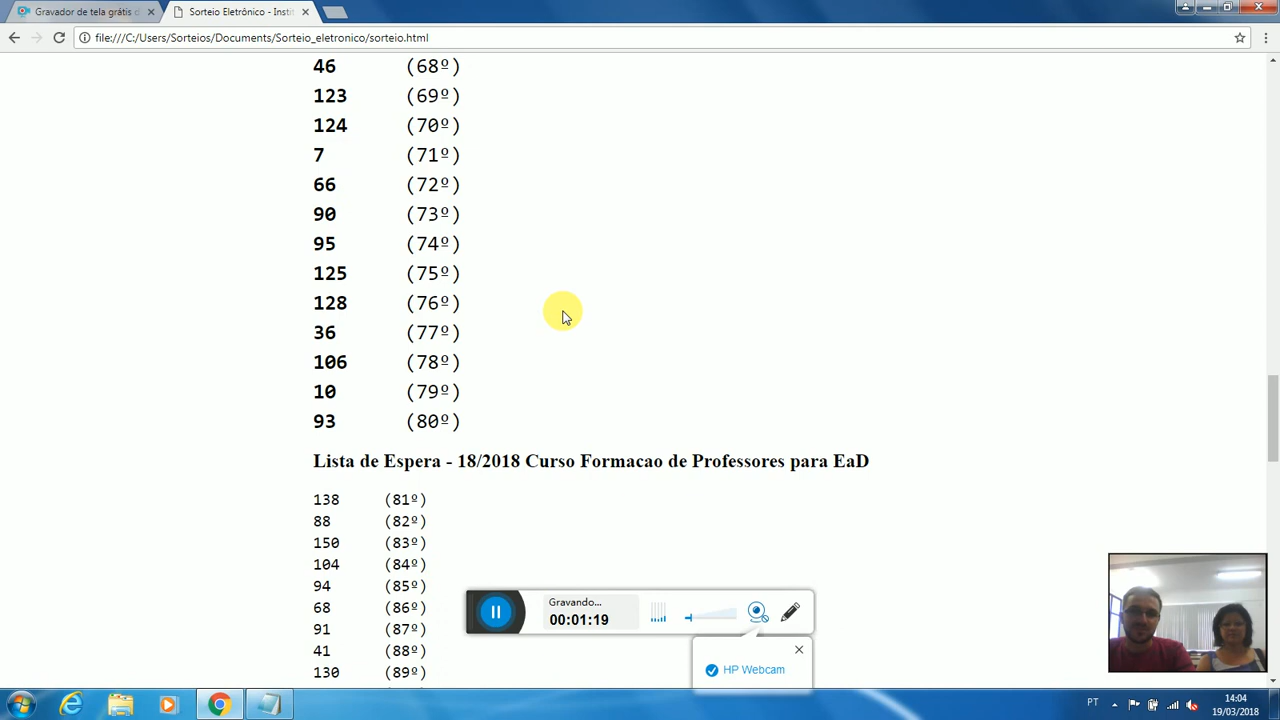 Gravador de tela grátis d
Sorteio Eletrônico - Instit
file:///C:/Users/Sorteios/Documents/Sorteio_eletronico/sorteio.html
46 (68º)
123 (69º)
124 (70º)
7 (71º)
66 (72º)
90 (73º)
95 (74º)
125 (75º)
128 (76º)
36 (77º)
106 (78º)
10 (79º)
93 (80º)
Lista de Espera - 18/2018 Curso Formacao de Professores para EaD
138 (81º)
88 (82º)
150 (83º)
104 (84º)
94 (85º)
68 (86º)
91 (87º)
41 (88º)
130 (89º)
Gravando...
00:01:19
HP Webcam
PT
14:04
19/03/2018